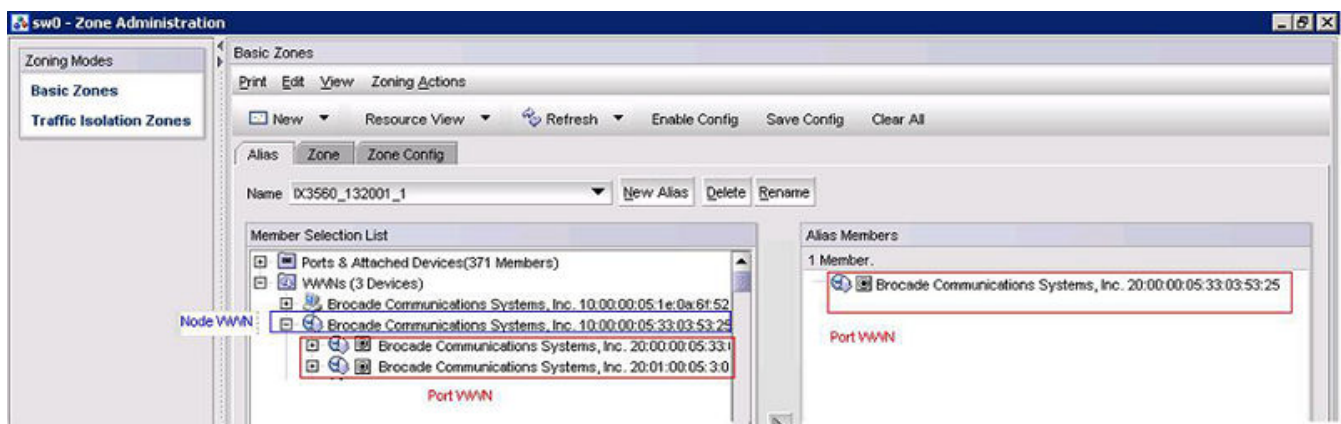 sw0 - Zone Administration
Zoning Modes
Basic Zones
Traffic Isolation Zones
Basic Zones
Print Edit View Zoning Actions
New Resource View Refresh Enable Config Save Config Clear All
Alias Zone Zone Config
Name IX3560_132001_1 New Alias Delete Rename
Member Selection List
Ports & Attached Devices(371 Members)
WWNs (3 Devices)
Brocade Communications Systems, Inc. 10:00:00:05:1e:0a:6f:52
Node WWN
Brocade Communications Systems, Inc. 10:00:00:05:33:03:53:25
Brocade Communications Systems, Inc. 20:00:00:05:33:
Brocade Communications Systems, Inc. 20:01:00:05:3:0
Port WWN
Alias Members
1 Member.
Brocade Communications Systems, Inc. 20:00:00:05:33:03:53:25
Port WWN